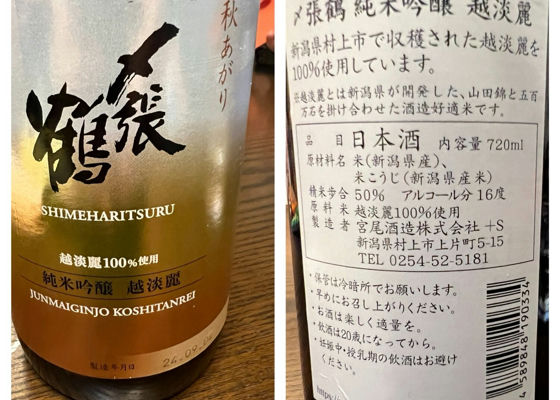 秋あがり
〆張鶴
SHIMEHARITSURU
越淡麗100%使用
純米吟醸 越淡麗
JUNMAIGINJO KOSHITANREI
製造年月日
24.09.
〆張鶴 純米吟醸 越淡麗
新潟県村上市で収穫された越淡麗を
100%使用しています。
※越淡麗とは新潟県が開発した、山田錦と五百
万石を掛け合わせた酒造好適米です。
品目 日本酒 内容量 720ml
原材料名 米(新潟県産)、
米こうじ(新潟県産米)
精米歩合 50% アルコール分 16度
原料米 越淡麗100%使用
製造者 宮尾酒造株式会社 +S
新潟県村上市上片町5-15
TEL 0254-52-5181
・保管は冷暗所でお願いします。
・早めにお召し上がりください。
・お酒は楽しく適量を。
・飲酒は20歳になってから。
・妊娠中・授乳期の飲酒はお避け
ください。
4 589848 190334